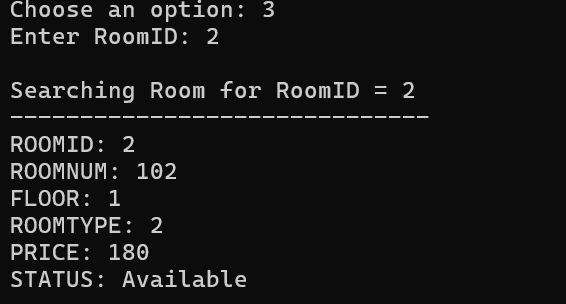 Choose an option: 3
Enter RoomID: 2
Searching Room for RoomID = 2
------------------------------
ROOMID: 2
ROOMNUM: 102
FLOOR: 1
ROOMTYPE: 2
PRICE: 180
STATUS: Available